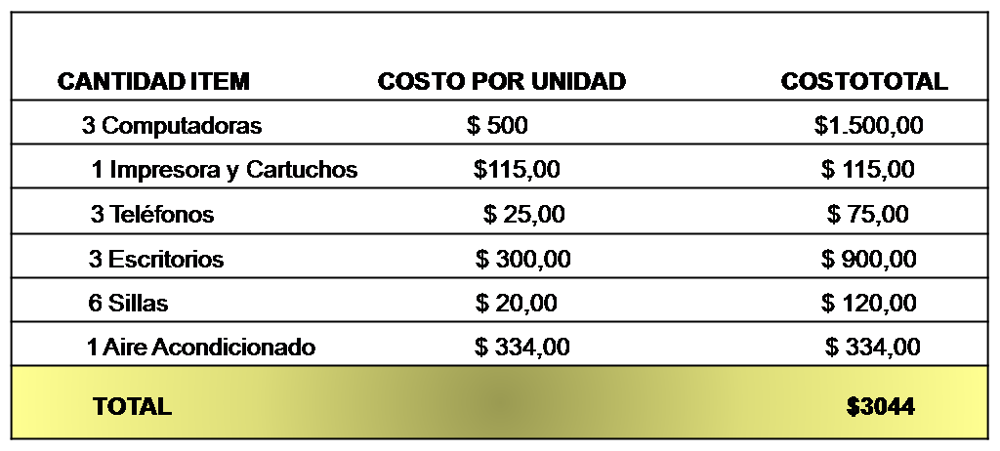 CANTIDAD ITEM COSTO POR UNIDAD COSTOTOTAL
3 Computadoras $ 500 $1.500,00
1 Impresora y Cartuchos $115,00 $ 115,00
3 Teléfonos $ 25,00 $ 75,00
3 Escritorios $ 300,00 $ 900,00
6 Sillas $ 20,00 $ 120,00
1 Aire Acondicionado $ 334,00 $ 334,00
TOTAL $3044